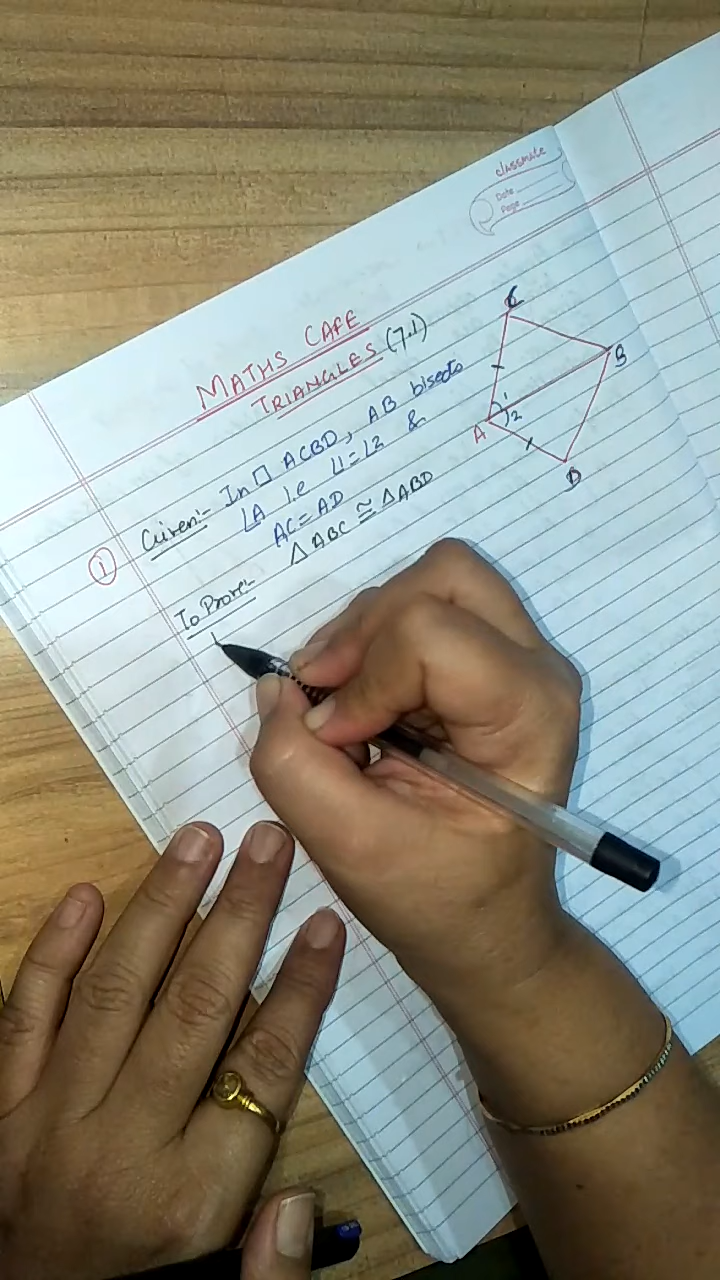 classmate
Date
Page
MATHS CAFE
TRIANGLES (7.1)
① Given:- In □ ACBD, AB bisects
∠A i.e ∠1=∠2 &
AC=AD
To Prove:- △ABC ≅ △ABD
C
B
A
1
2
D